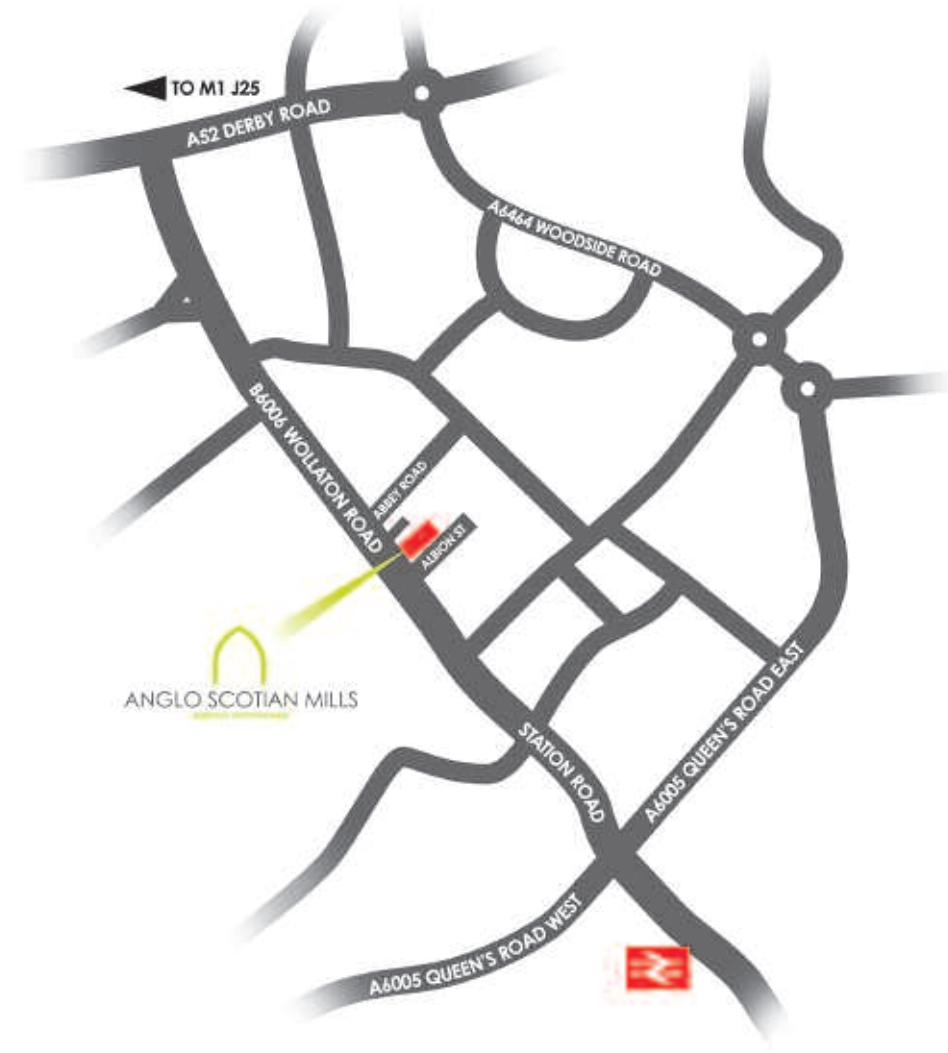 TO M1 J25
A52 DERBY ROAD
A6464 WOODSIDE ROAD
B6006 WOLLATON ROAD
ABBEY ROAD
ALBION ST
ANGLO SCOTIAN MILLS
STATION ROAD
A6005 QUEEN'S ROAD EAST
A6005 QUEEN'S ROAD WEST